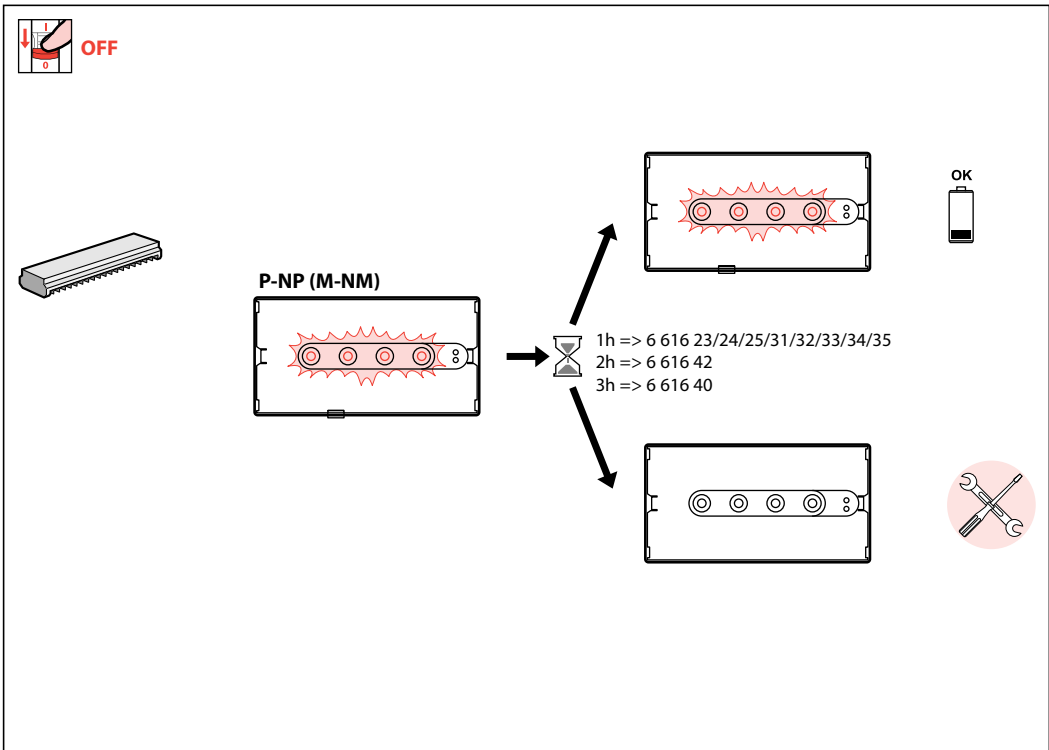 I
OFF
0
OK
P-NP (M-NM)
1h => 6 616 23/24/25/31/32/33/34/35
2h => 6 616 42
3h => 6 616 40